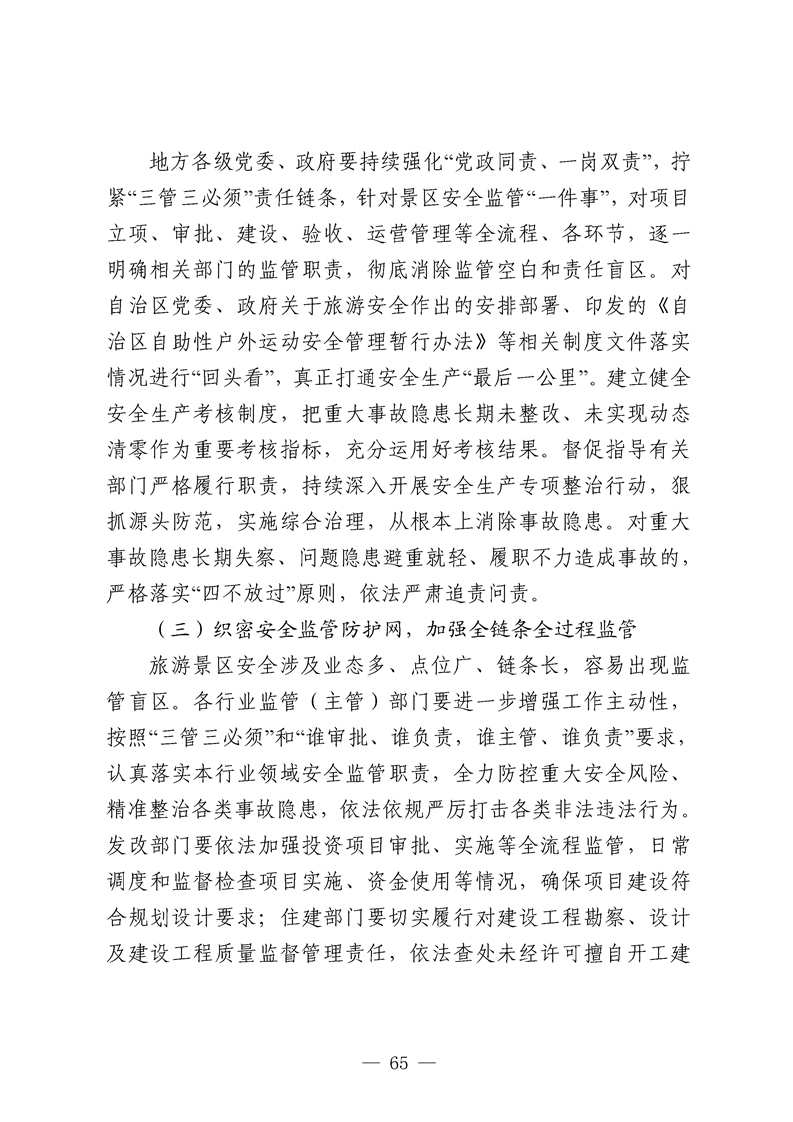 地方各级党委、政府要持续强化“党政同责、一岗双责”，拧
紧“三管三必须”责任链条，针对景区安全监管“一件事”，对项目
立项、审批、建设、验收、运营管理等全流程、各环节，逐一
明确相关部门的监管职责，彻底消除监管空白和责任盲区。对
自治区党委、政府关于旅游安全作出的安排部署、印发的《自
治区自助性户外运动安全管理暂行办法》等相关制度文件落实
情况进行“回头看”，真正打通安全生产“最后一公里”。建立健全
安全生产考核制度，把重大事故隐患长期未整改、未实现动态
清零作为重要考核指标，充分运用好考核结果。督促指导有关
部门严格履行职责，持续深入开展安全生产专项整治行动，狠
抓源头防范，实施综合治理，从根本上消除事故隐患。对重大
事故隐患长期失察、问题隐患避重就轻、履职不力造成事故的，
严格落实“四不放过”原则，依法严肃追责问责。
（三）织密安全监管防护网，加强全链条全过程监管
旅游景区安全涉及业态多、点位广、链条长，容易出现监
管盲区。各行业监管（主管）部门要进一步增强工作主动性，
按照“三管三必须”和“谁审批、谁负责，谁主管、谁负责”要求，
认真落实本行业领域安全监管职责，全力防控重大安全风险、
精准整治各类事故隐患，依法依规严厉打击各类非法违法行为。
发改部门要依法加强投资项目审批、实施等全流程监管，日常
调度和监督检查项目实施、资金使用等情况，确保项目建设符
合规划设计要求；住建部门要切实履行对建设工程勘察、设计
及建设工程质量监督管理责任，依法查处未经许可擅自开工建
— 65 —